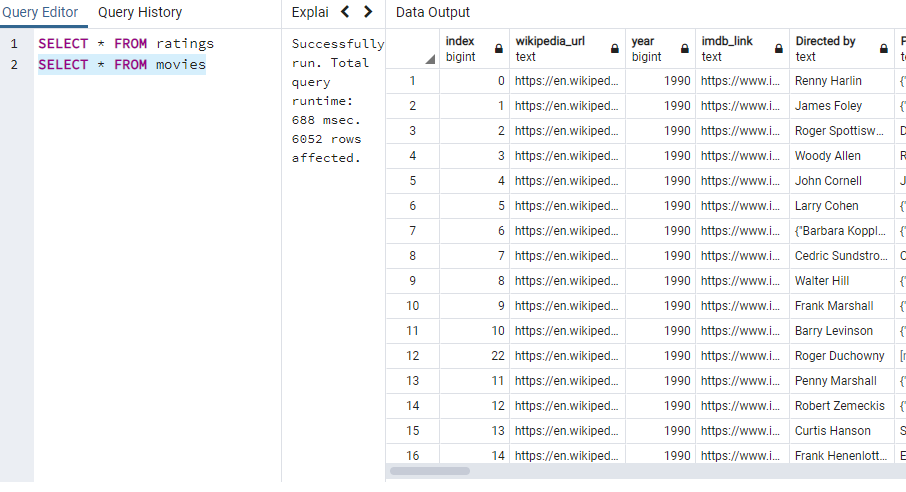 Query Editor Query History Explai Data Output
1 SELECT * FROM ratings
2 SELECT * FROM movies
Successfully
run. Total
query
runtime:
688 msec.
6052 rows
affected.
index wikipedia_url year imdb_link Directed by
bigint text bigint text text
1 0 https://en.wikiped... 1990 https://www.i... Renny Harlin {"
2 1 https://en.wikiped... 1990 https://www.i... James Foley {"
3 2 https://en.wikiped... 1990 https://www.i... Roger Spottisw... D
4 3 https://en.wikiped... 1990 https://www.i... Woody Allen R
5 4 https://en.wikiped... 1990 https://www.i... John Cornell J
6 5 https://en.wikiped... 1990 https://www.i... Larry Cohen {"
7 6 https://en.wikiped... 1990 https://www.i... {"Barbara Koppl... {"
8 7 https://en.wikiped... 1990 https://www.i... Cedric Sundstro... C
9 8 https://en.wikiped... 1990 https://www.i... Walter Hill {"
10 9 https://en.wikiped... 1990 https://www.i... Frank Marshall {"
11 10 https://en.wikiped... 1990 https://www.i... Barry Levinson {"
12 22 https://en.wikiped... 1990 https://www.i... Roger Duchowny [n
13 11 https://en.wikiped... 1990 https://www.i... Penny Marshall {"
14 12 https://en.wikiped... 1990 https://www.i... Robert Zemeckis {"
15 13 https://en.wikiped... 1990 https://www.i... Curtis Hanson S
16 14 https://en.wikiped... 1990 https://www.i... Frank Henenlott... E